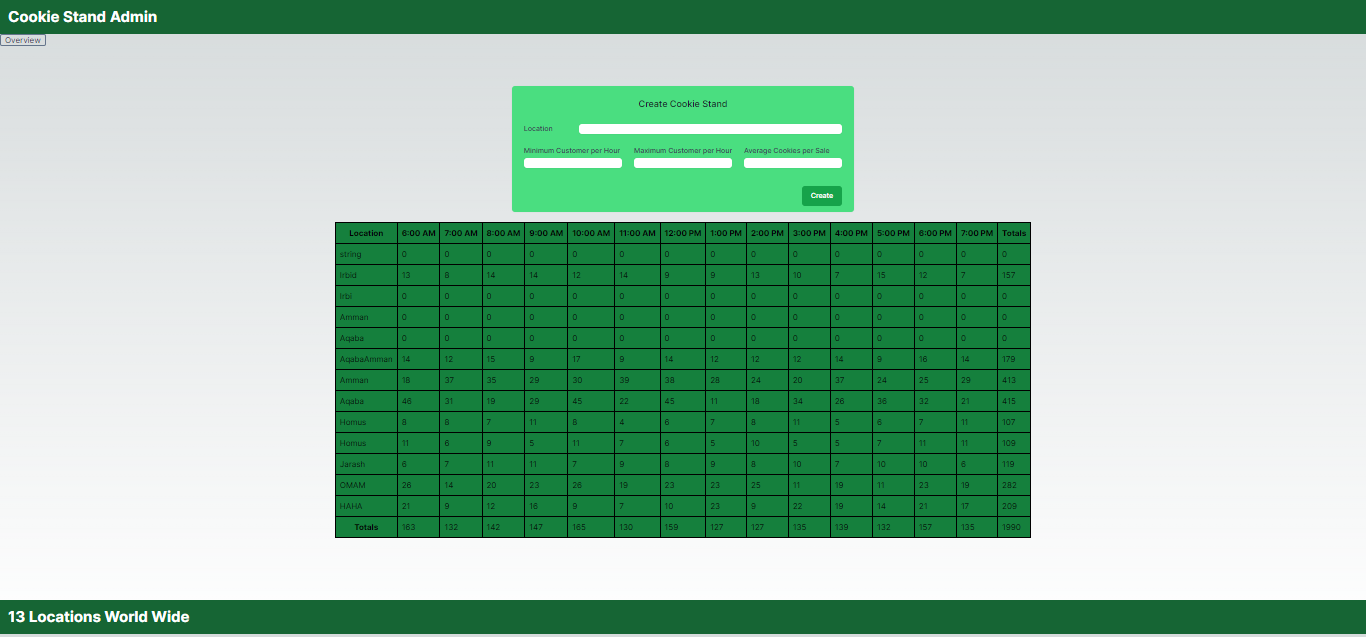 Cookie Stand Admin
Overview
Create Cookie Stand
Location
Minimum Customer per Hour Maximum Customer per Hour Average Cookies per Sale
Create
Location 6:00 AM 7:00 AM 8:00 AM 9:00 AM 10:00 AM 11:00 AM 12:00 PM 1:00 PM 2:00 PM 3:00 PM 4:00 PM 5:00 PM 6:00 PM 7:00 PM Totals
string 0 0 0 0 0 0 0 0 0 0 0 0 0 0 0
Irbid 13 8 14 14 12 14 9 9 13 10 7 15 12 7 157
Irbi 0 0 0 0 0 0 0 0 0 0 0 0 0 0 0
Amman 0 0 0 0 0 0 0 0 0 0 0 0 0 0 0
Aqaba 0 0 0 0 0 0 0 0 0 0 0 0 0 0 0
AqabaAmman 14 12 15 9 17 9 14 12 12 12 14 9 16 14 179
Amman 18 37 35 29 30 39 38 28 24 20 37 24 25 29 413
Aqaba 46 31 19 29 45 22 45 11 18 34 26 36 32 21 415
Homus 8 8 7 11 8 4 6 7 8 11 5 6 7 11 107
Homus 11 6 9 5 11 7 6 5 10 5 5 7 11 11 109
Jarash 6 7 11 11 7 9 8 9 8 10 7 10 10 6 119
OMAM 26 14 20 23 26 19 23 23 25 11 19 11 23 19 282
HAHA 21 9 12 16 9 7 10 23 9 22 19 14 21 17 209
Totals 163 132 142 147 165 130 159 127 127 135 139 132 157 135 1990
13 Locations World Wide